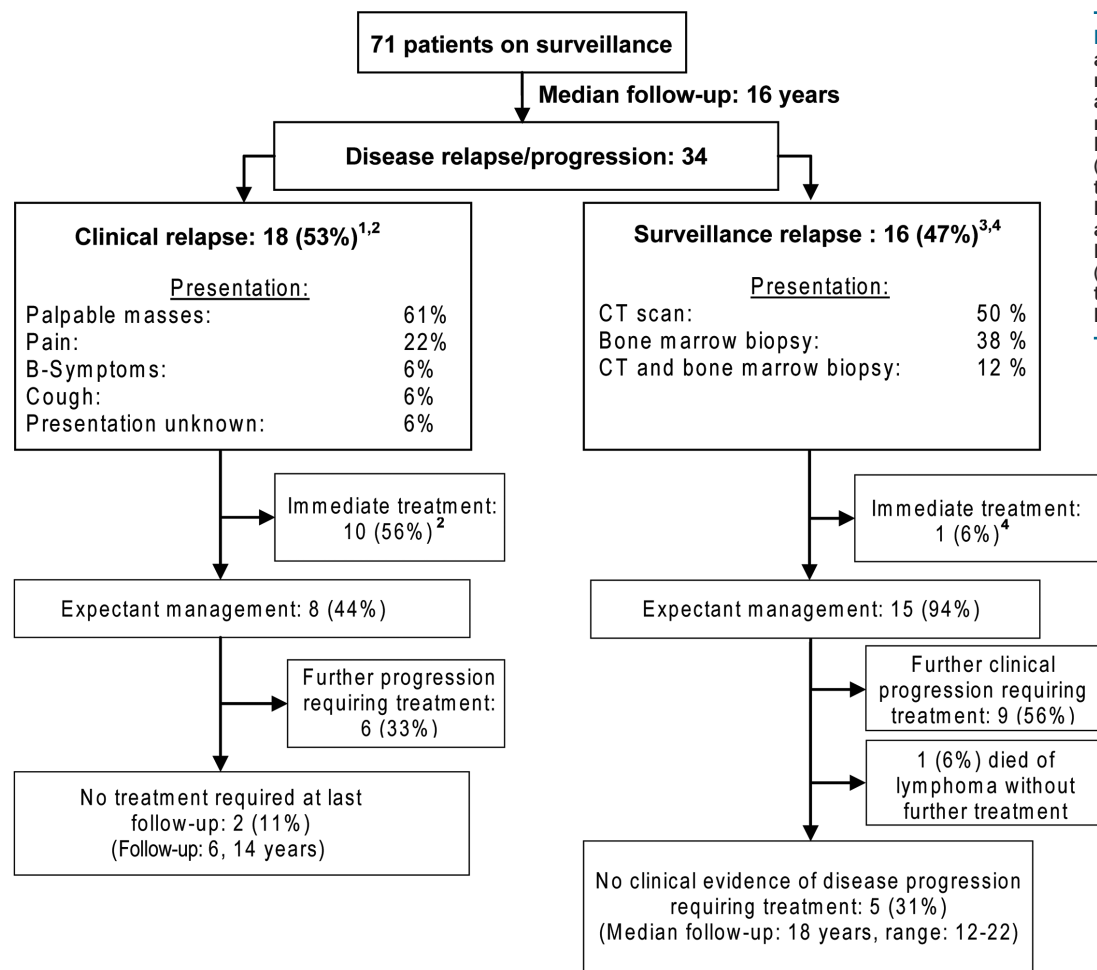 71 patients on surveillance
Median follow-up: 16 years
Disease relapse/progression: 34
Clinical relapse: 18 (53%)1,2
Presentation:
Palpable masses: 61%
Pain: 22%
B-Symptoms: 6%
Cough: 6%
Presentation unknown: 6%
Immediate treatment:
10 (56%)2
Expectant management: 8 (44%)
Further progression
requiring treatment:
6 (33%)
No treatment required at last
follow-up: 2 (11%)
(Follow-up: 6, 14 years)
Surveillance relapse : 16 (47%)3,4
Presentation:
CT scan: 50 %
Bone marrow biopsy: 38 %
CT and bone marrow biopsy: 12 %
Immediate treatment:
1 (6%)4
Expectant management: 15 (94%)
Further clinical
progression requiring
treatment: 9 (56%)
1 (6%) died of
lymphoma without
further treatment
No clinical evidence of disease progression
requiring treatment: 5 (31%)
(Median follow-up: 18 years, range: 12-22)